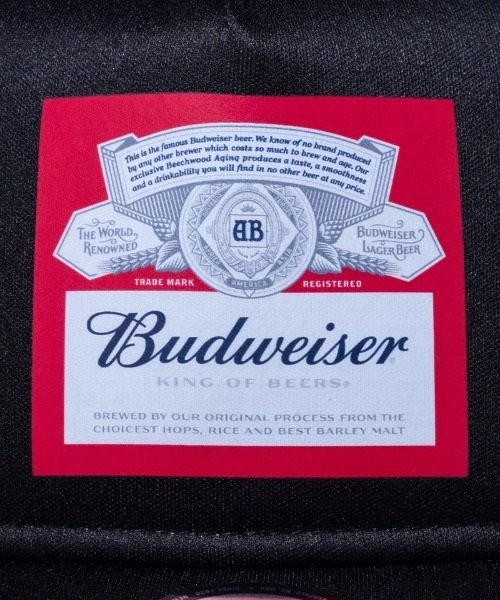 This is the famous Budweiser beer. We know of no brand produced
by any other brewer which costs so much to brew and age. Our
exclusive Beechwood Aging produces a taste, a smoothness
and a drinkability you will find in no other beer at any price.
THE WORLD
RENOWNED
AB
BUDWEISER
LAGER BEER
AMERICA
TRADE MARK
REGISTERED
Budweiser
KING OF BEERS®
BREWED BY OUR ORIGINAL PROCESS FROM THE
CHOICEST HOPS, RICE AND BEST BARLEY MALT